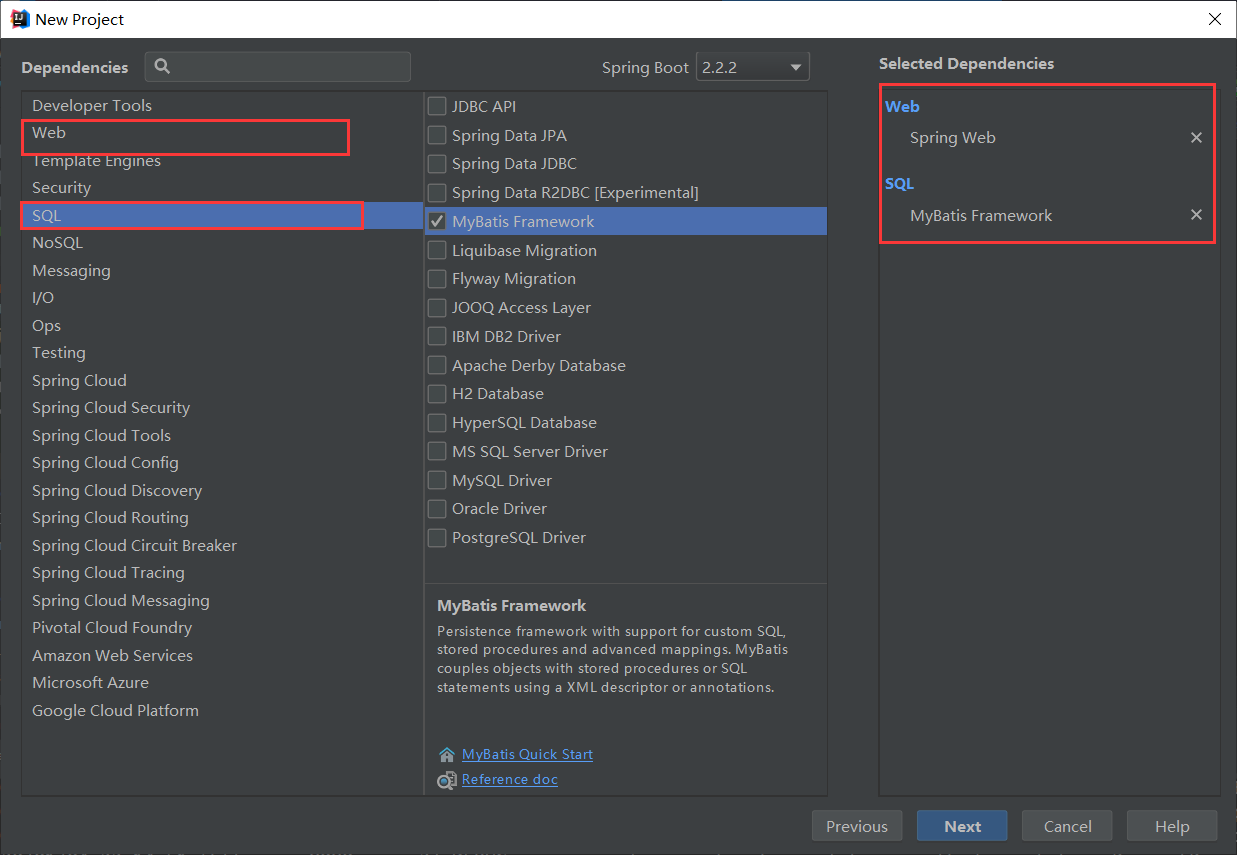 New Project
Dependencies
Spring Boot 2.2.2
Selected Dependencies
Developer Tools
Web
Template Engines
Security
SQL
NoSQL
Messaging
I/O
Ops
Testing
Spring Cloud
Spring Cloud Security
Spring Cloud Tools
Spring Cloud Config
Spring Cloud Discovery
Spring Cloud Routing
Spring Cloud Circuit Breaker
Spring Cloud Tracing
Spring Cloud Messaging
Pivotal Cloud Foundry
Amazon Web Services
Microsoft Azure
Google Cloud Platform
JDBC API
Spring Data JPA
Spring Data JDBC
Spring Data R2DBC [Experimental]
MyBatis Framework
Liquibase Migration
Flyway Migration
JOOQ Access Layer
IBM DB2 Driver
Apache Derby Database
H2 Database
HyperSQL Database
MS SQL Server Driver
MySQL Driver
Oracle Driver
PostgreSQL Driver
MyBatis Framework
Persistence framework with support for custom SQL,
stored procedures and advanced mappings. MyBatis
couples objects with stored procedures or SQL
statements using a XML descriptor or annotations.
MyBatis Quick Start
Reference doc
Web
Spring Web
SQL
MyBatis Framework
Previous
Next
Cancel
Help